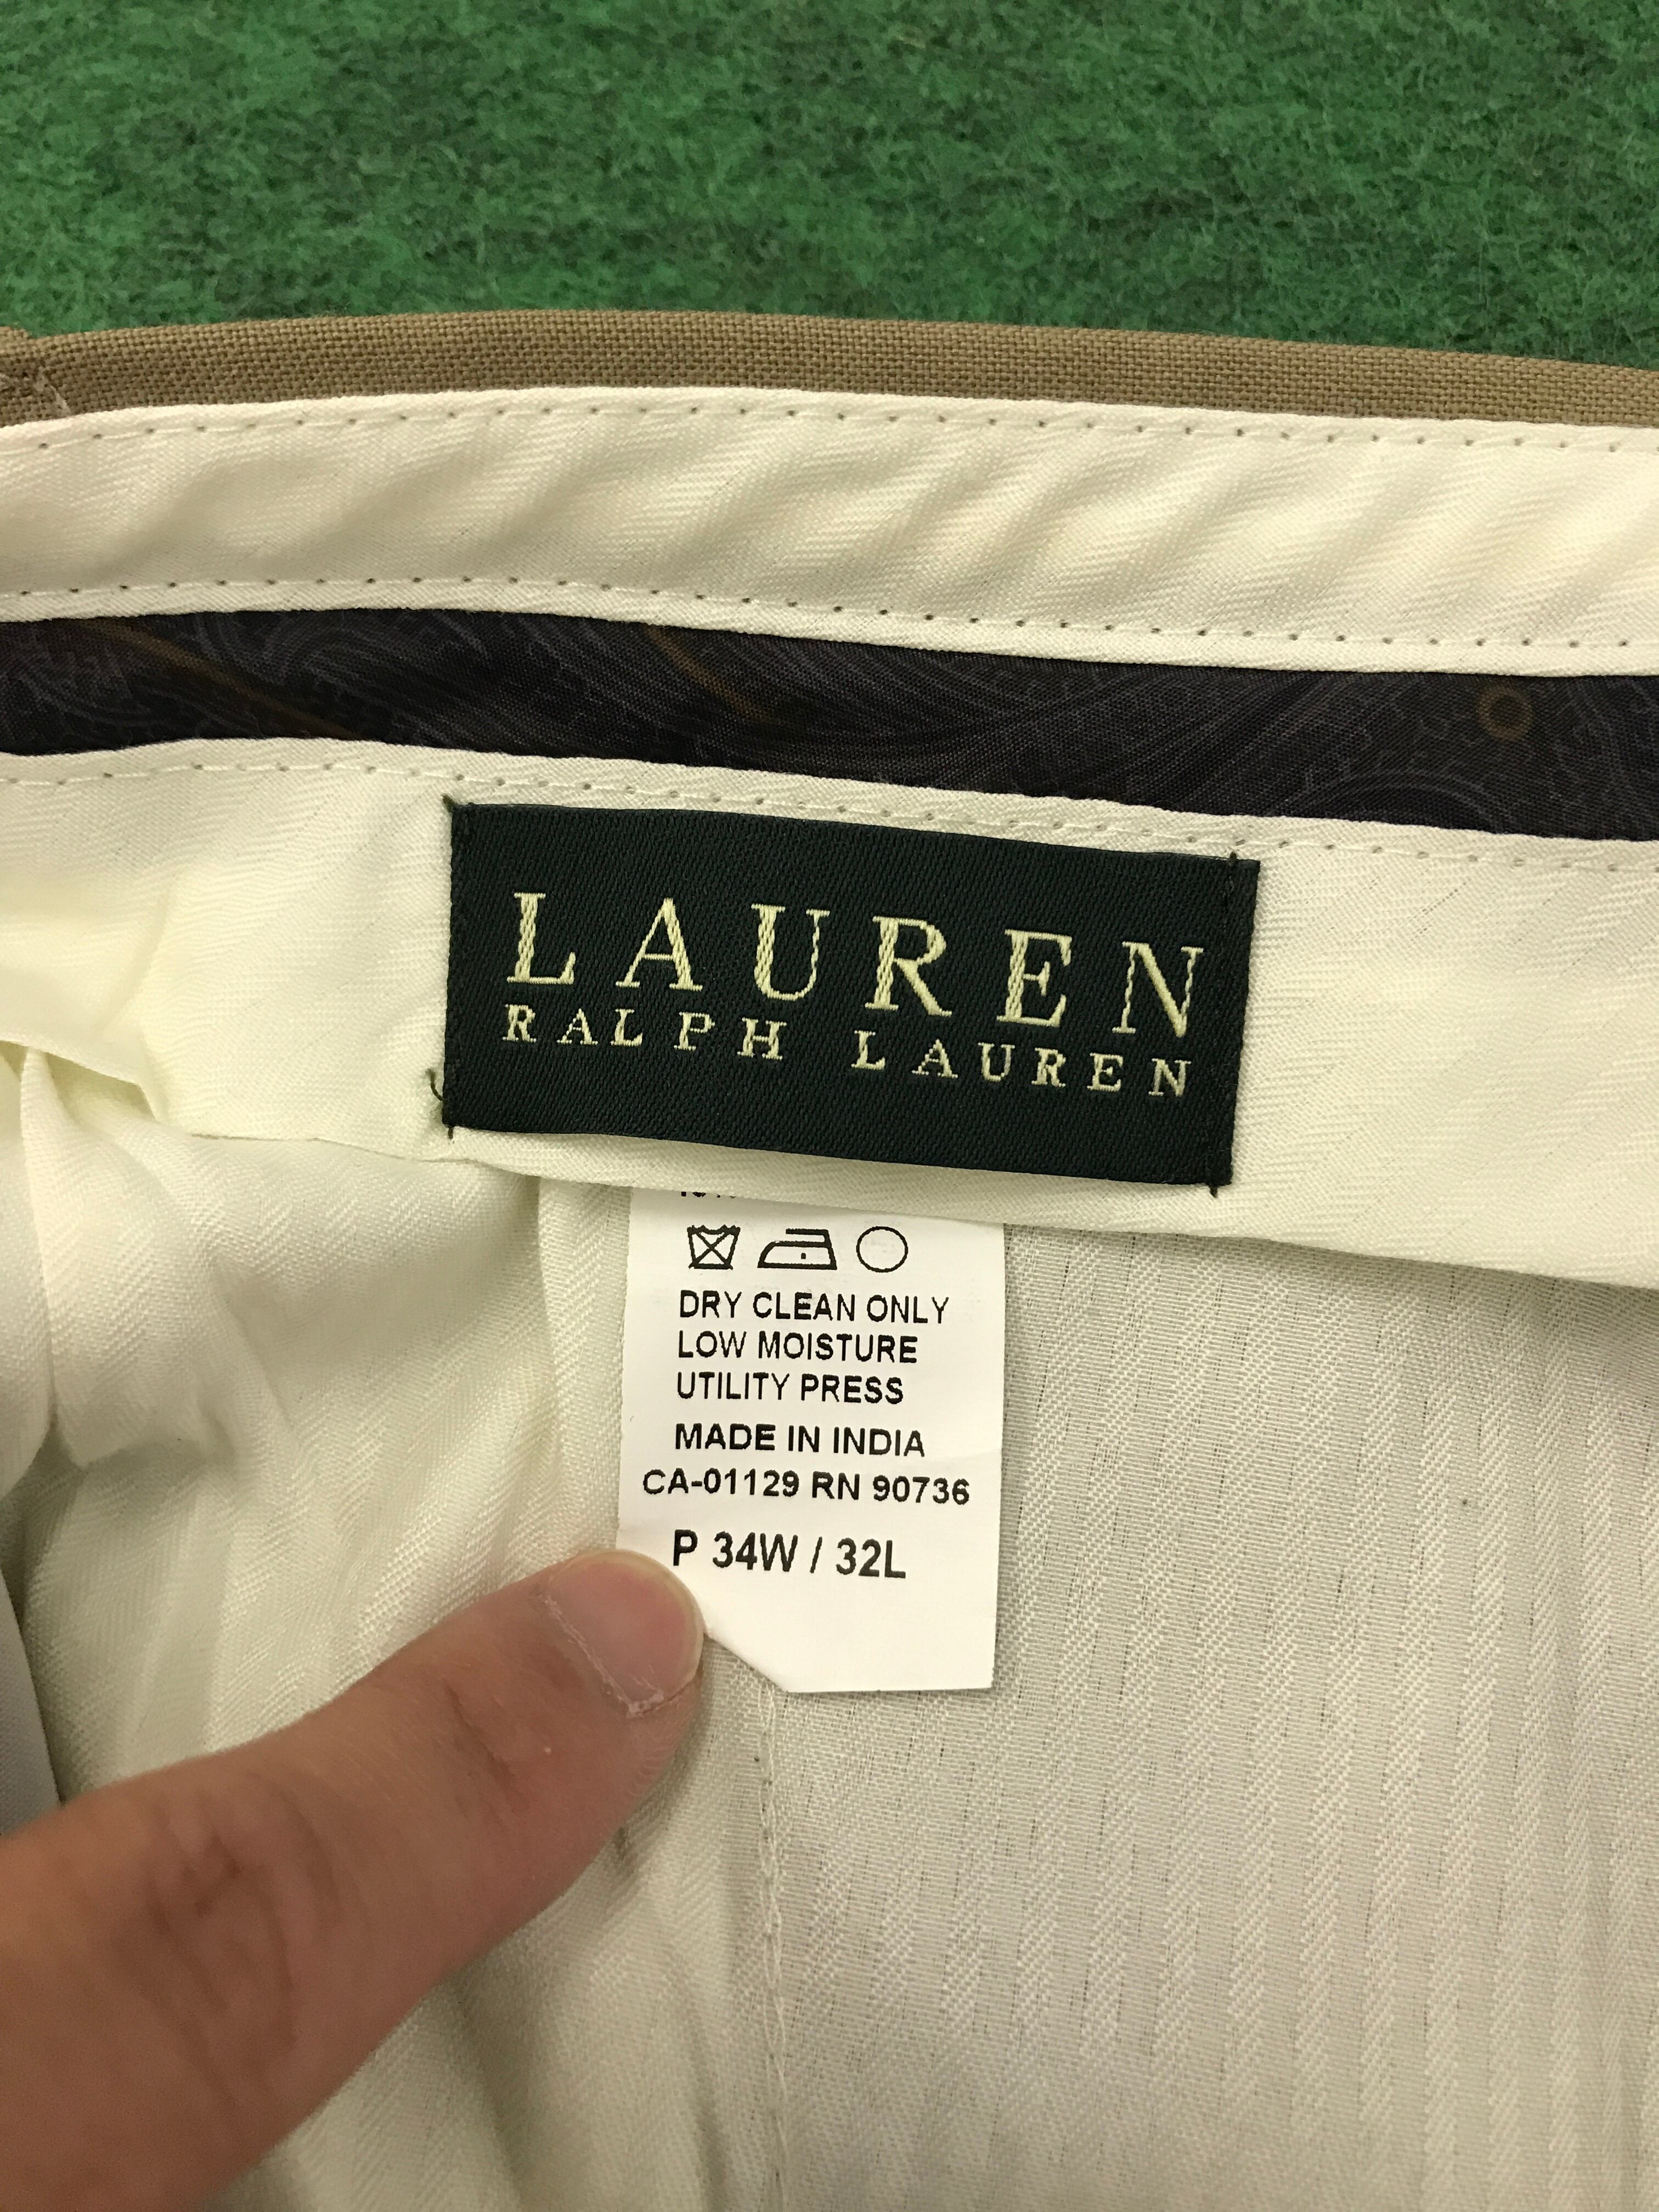 LAUREN
RALPH LAUREN
DRY CLEAN ONLY
LOW MOISTURE
UTILITY PRESS
MADE IN INDIA
CA-01129 RN 90736
P 34W / 32L